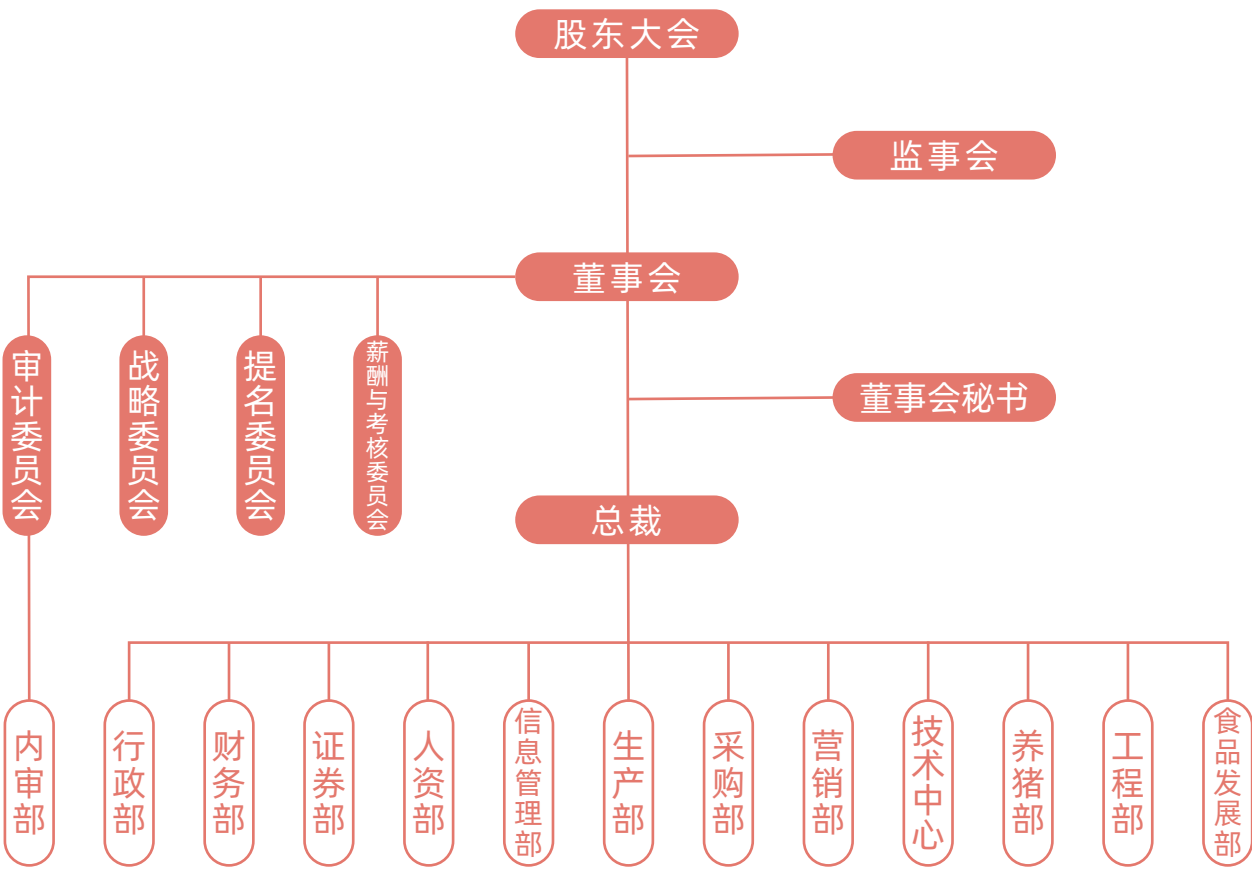 股东大会
监事会
董事会
审计委员会
战略委员会
提名委员会
薪酬与考核委员会
董事会秘书
总裁
内审部
行政部
财务部
证券部
人资部
信息管理部
生产部
采购部
营销部
技术中心
养猪部
工程部
食品发展部